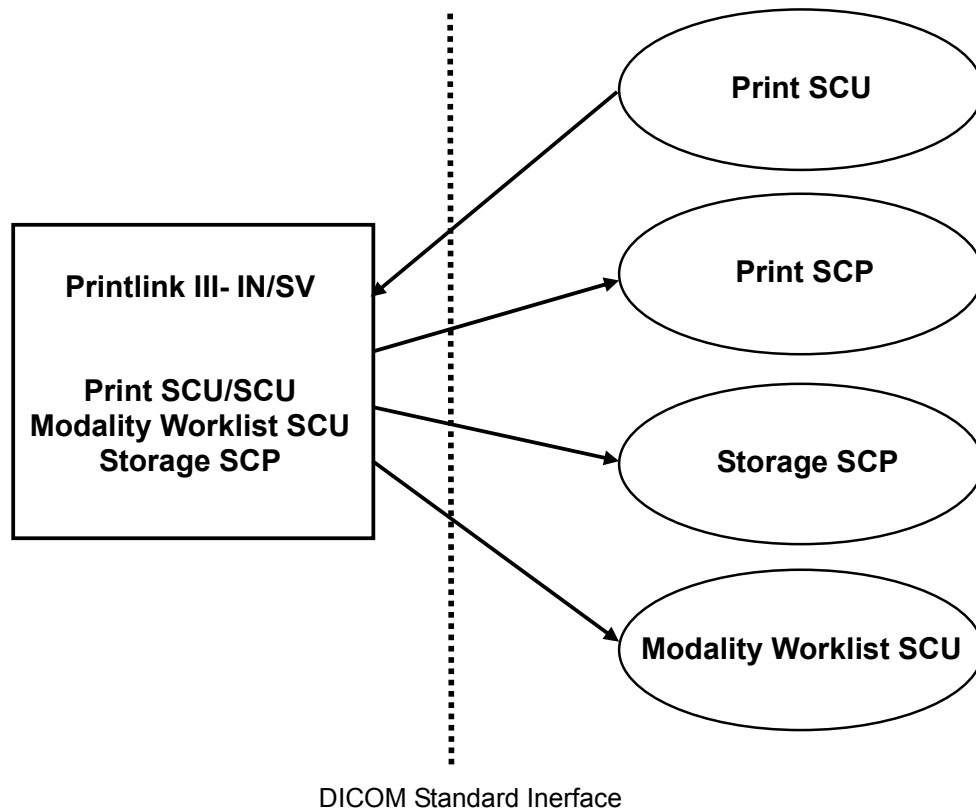 Print SCU
Print SCP
Printlink III- IN/SV
Print SCU/SCU
Modality Worklist SCU
Storage SCP
Storage SCP
Modality Worklist SCU
DICOM Standard Inerface